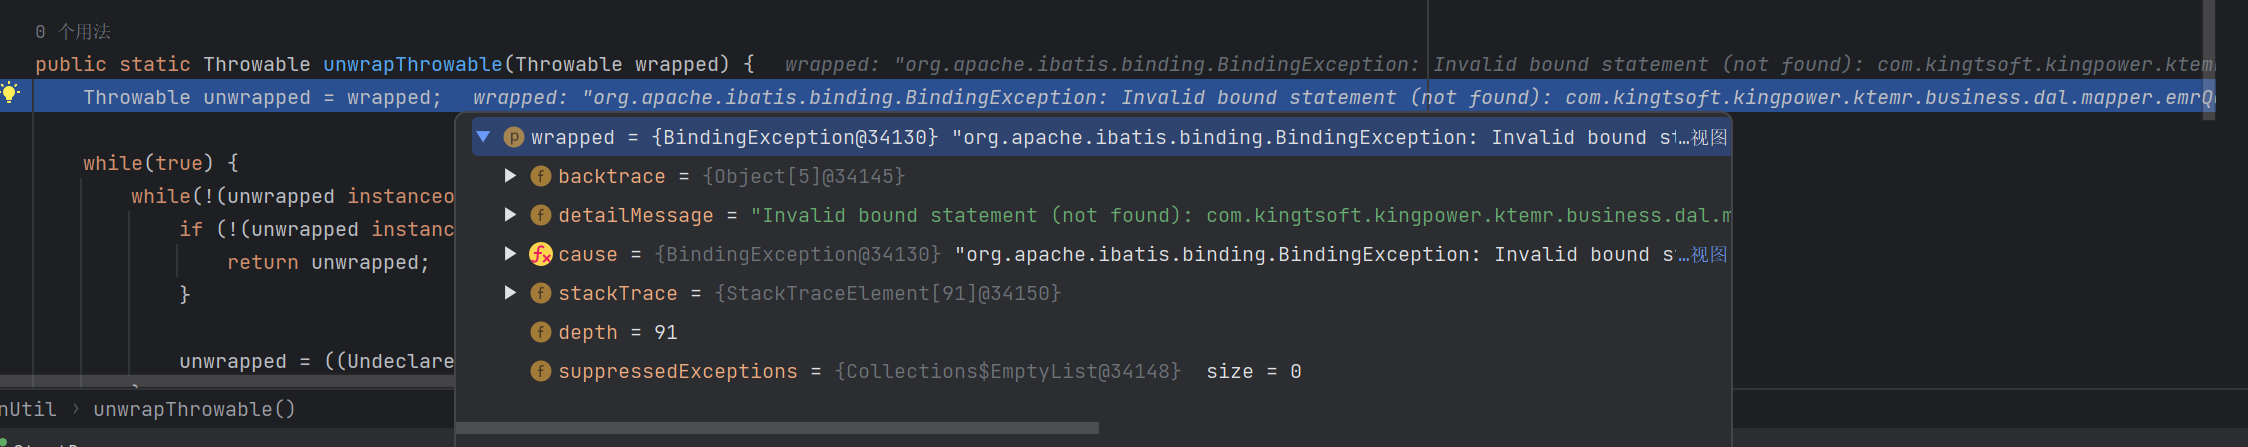 0 个用法
public static Throwable unwrapThrowable(Throwable wrapped) { wrapped: "org.apache.ibatis.binding.BindingException: Invalid bound statement (not found): com.kingtsoft.kingpower.ktemr
Throwable unwrapped = wrapped; wrapped: "org.apache.ibatis.binding.BindingException: Invalid bound statement (not found): com.kingtsoft.kingpower.ktemr.business.dal.mapper.emrQ
p wrapped = {BindingException@34130} "org.apache.ibatis.binding.BindingException: Invalid bound st…视图
while(true) {
f backtrace = {Object[5]@34145}
while(!(unwrapped instanceo
f detailMessage = "Invalid bound statement (not found): com.kingtsoft.kingpower.ktemr.business.dal.m
if (!(unwrapped instanc
f cause = {BindingException@34130} "org.apache.ibatis.binding.BindingException: Invalid bound s…视图
return unwrapped;
f stackTrace = {StackTraceElement[91]@34150}
}
f depth = 91
unwrapped = ((Undeclare
f suppressedExceptions = {Collections$EmptyList@34148} size = 0
nUtil › unwrapThrowable()